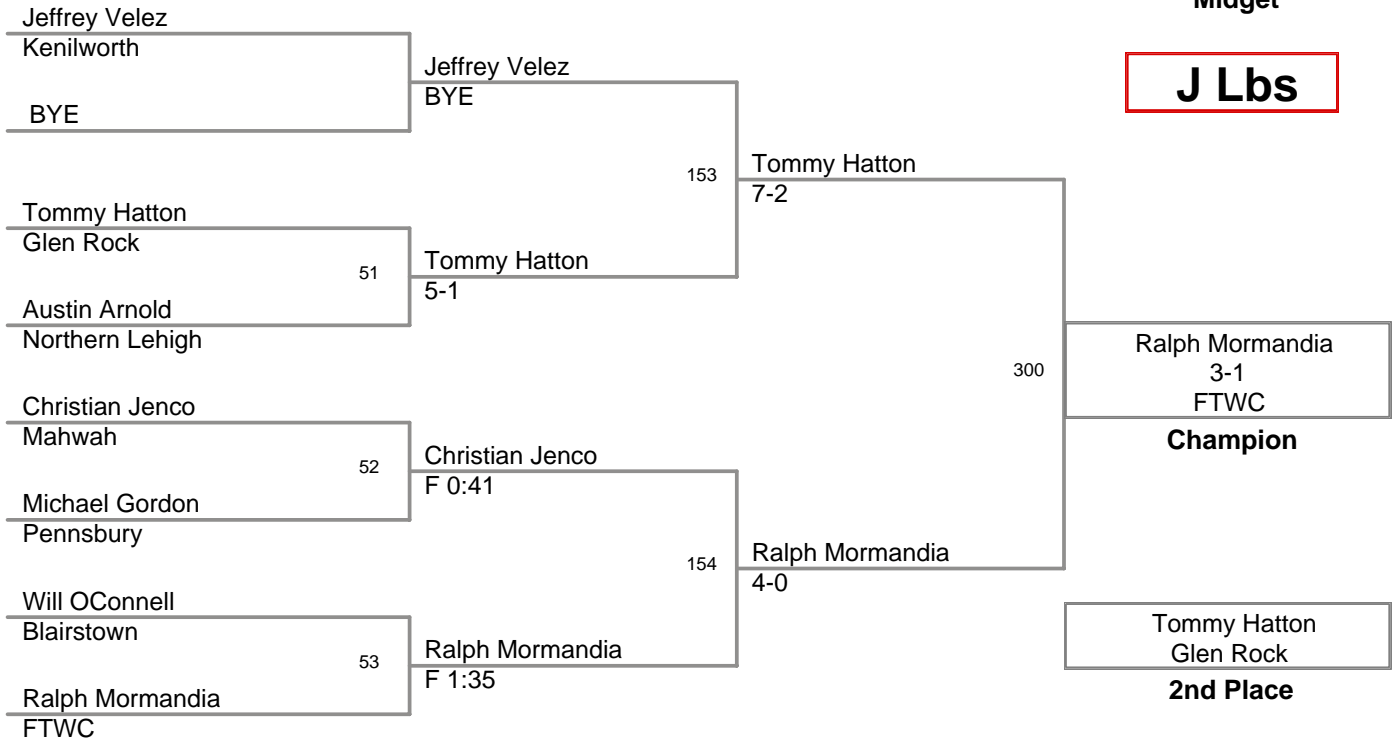 Midget
J Lbs
Jeffrey Velez
Kenilworth
BYE
Tommy Hatton
Glen Rock
51
Austin Arnold
Northern Lehigh
Christian Jenco
Mahwah
52
Michael Gordon
Pennsbury
Will OConnell
Blairstown
53
Ralph Mormandia
FTWC
Jeffrey Velez
BYE
153
Tommy Hatton
5-1
Christian Jenco
F 0:41
154
Ralph Mormandia
F 1:35
Tommy Hatton
7-2
300
Ralph Mormandia
4-0
Ralph Mormandia
3-1
FTWC
Champion
Tommy Hatton
Glen Rock
2nd Place